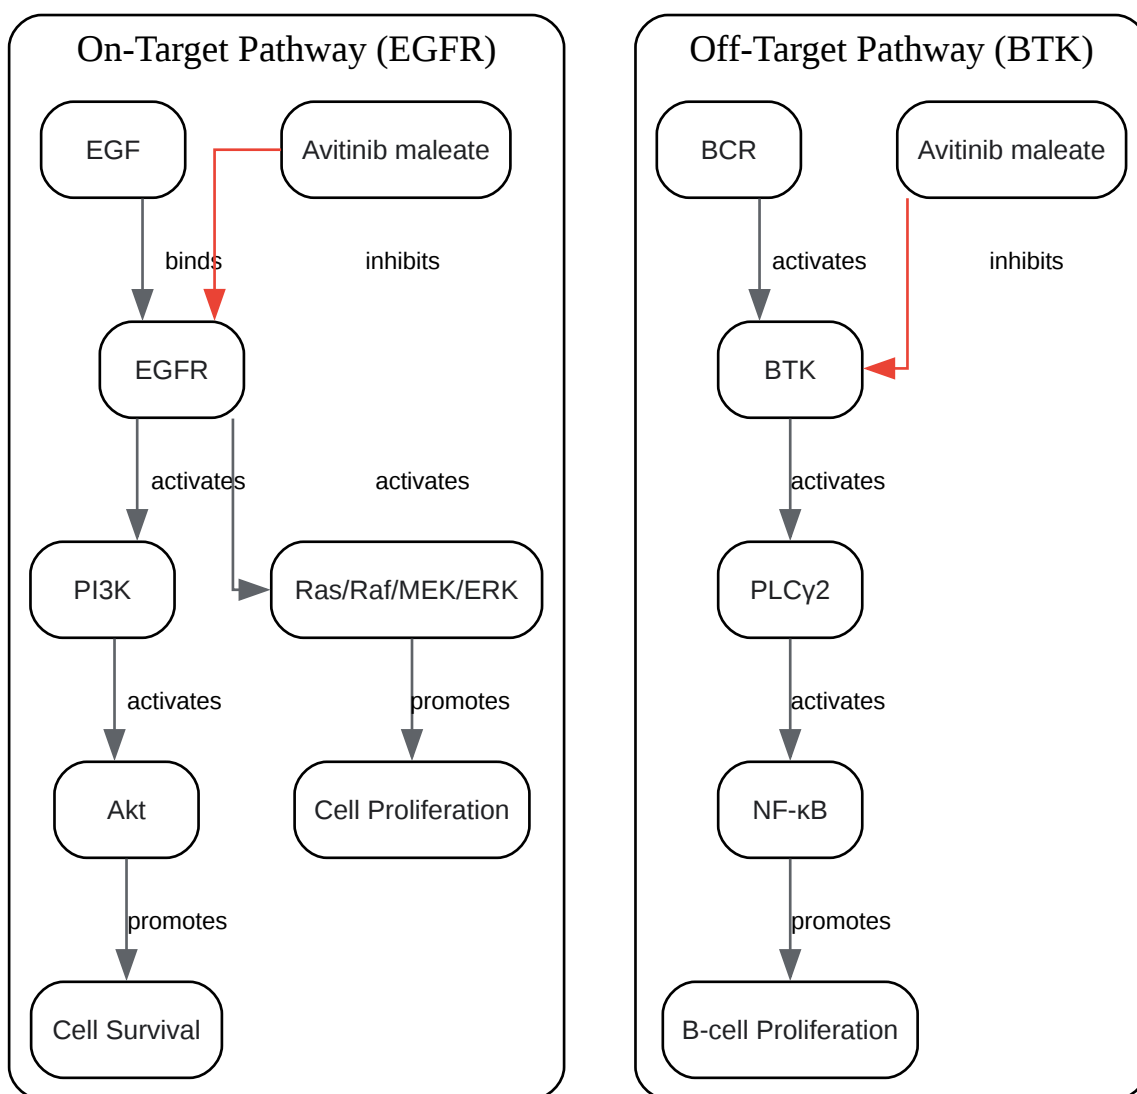 On-Target Pathway (EGFR)
EGF
Avitinib maleate
binds
inhibits
EGFR
activates
activates
PI3K
Ras/Raf/MEK/ERK
activates
promotes
Akt
Cell Proliferation
promotes
Cell Survival
Off-Target Pathway (BTK)
BCR
Avitinib maleate
activates
inhibits
BTK
activates
PLCγ2
activates
NF-κB
promotes
B-cell Proliferation